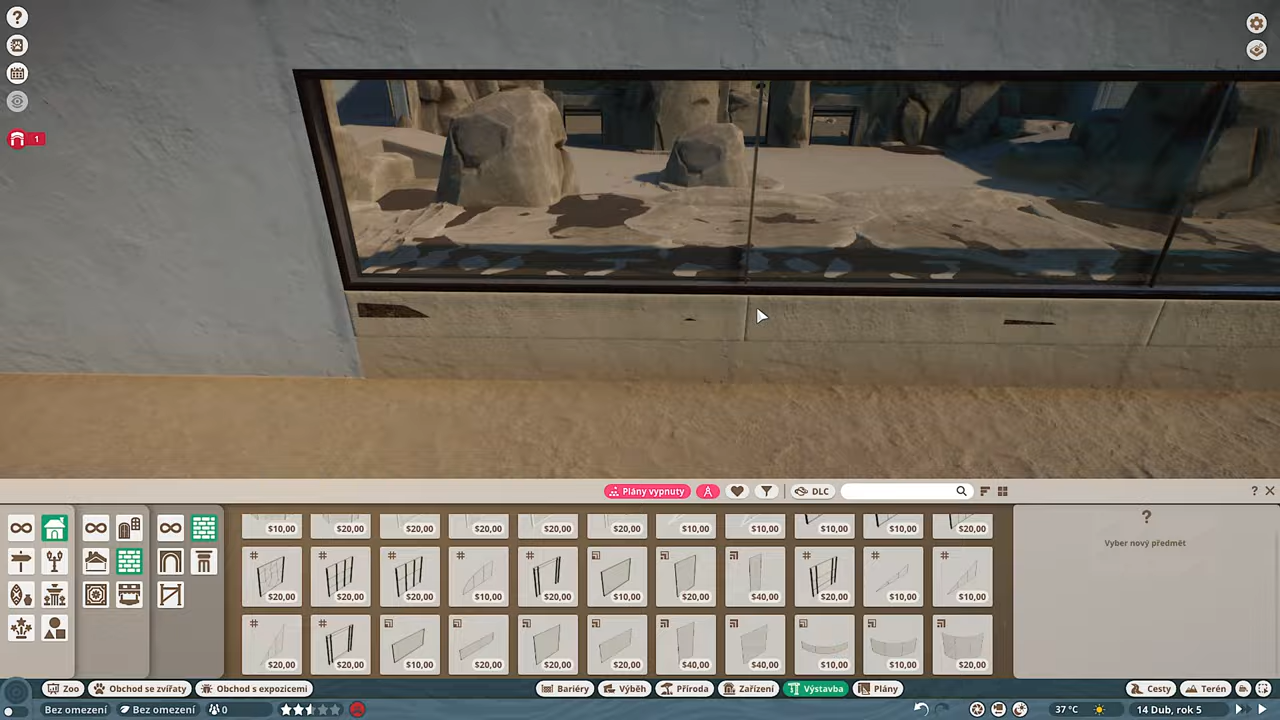 ?
1
Plány vypnuty DLC ?
$10,00 $20,00 $20,00 $20,00 $20,00 $20,00 $10,00 $10,00 $10,00 $20,00 $20,00
$20,00 $20,00 $20,00 $10,00 $20,00 $10,00 $20,00 $40,00 $20,00 $10,00 $10,00
$20,00 $20,00 $10,00 $20,00 $20,00 $20,00 $40,00 $40,00 $10,00 $10,00 $20,00
?
Vyber nový předmět
Zoo Obchod se zvířaty Obchod s expozicemi Bariéry Výběh Příroda Zařízení Výstavba Plány Cesty Terén
Bez omezení Bez omezení 0 37 °C 14 Dub, rok 5